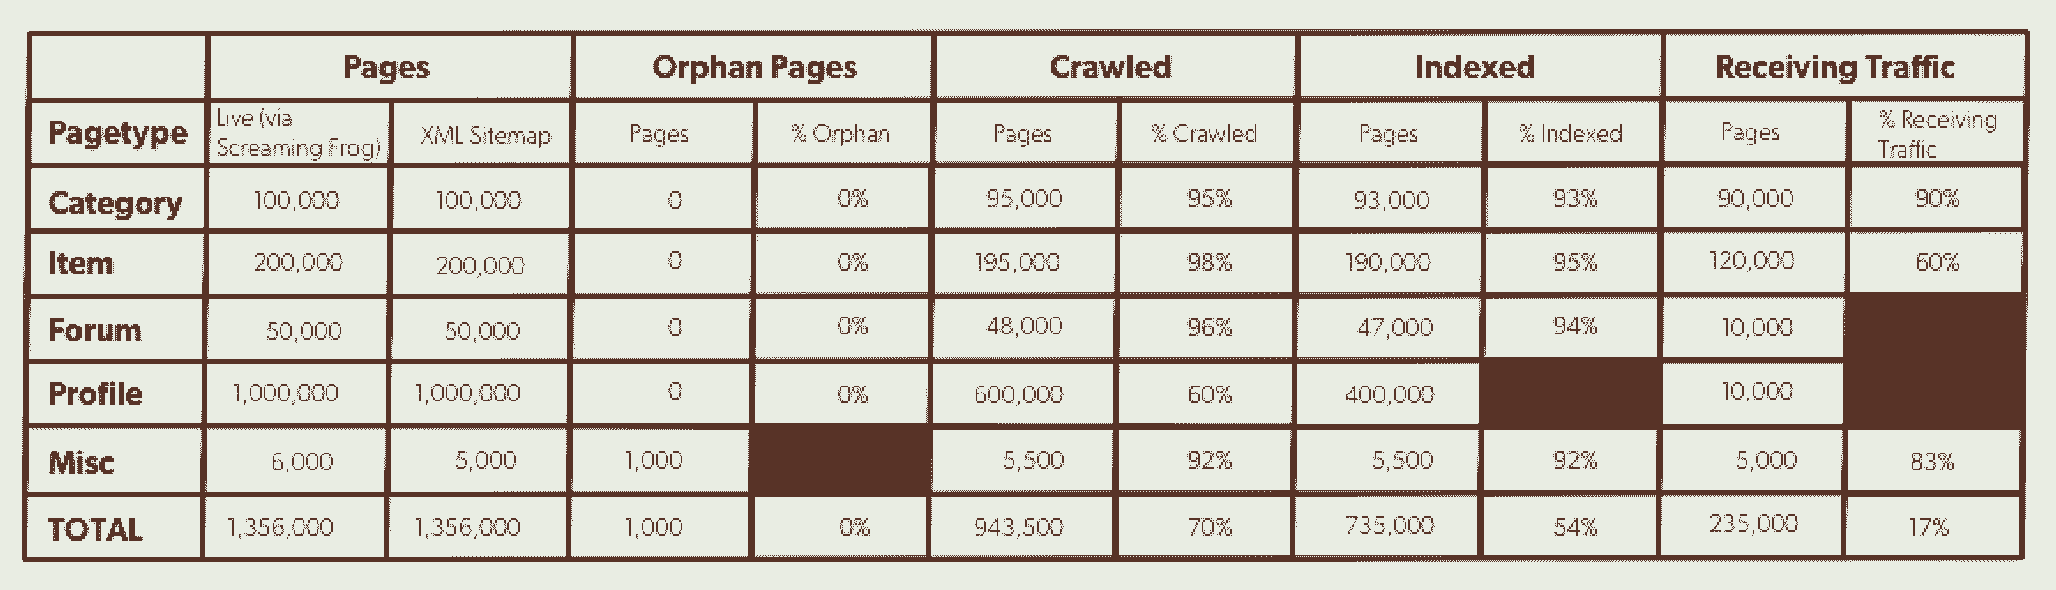 Pages Orphan Pages Crawled Indexed Receiving Traffic
Pagetype Live (via Screaming Frog) XML Sitemap Pages % Orphan Pages % Crawled Pages % Indexed Pages % Receiving Traffic
Category 100,000 100,000 0 0% 95,000 95% 93,000 93% 90,000 90%
Item 200,000 200,000 0 0% 195,000 98% 190,000 95% 120,000 60%
Forum 50,000 50,000 0 0% 48,000 96% 47,000 94% 10,000
Profile 1,000,000 1,000,000 0 0% 600,000 60% 400,000 10,000
Misc 6,000 5,000 1,000 5,500 92% 5,500 92% 5,000 83%
TOTAL 1,356,000 1,356,000 1,000 0% 943,500 70% 735,000 54% 235,000 17%